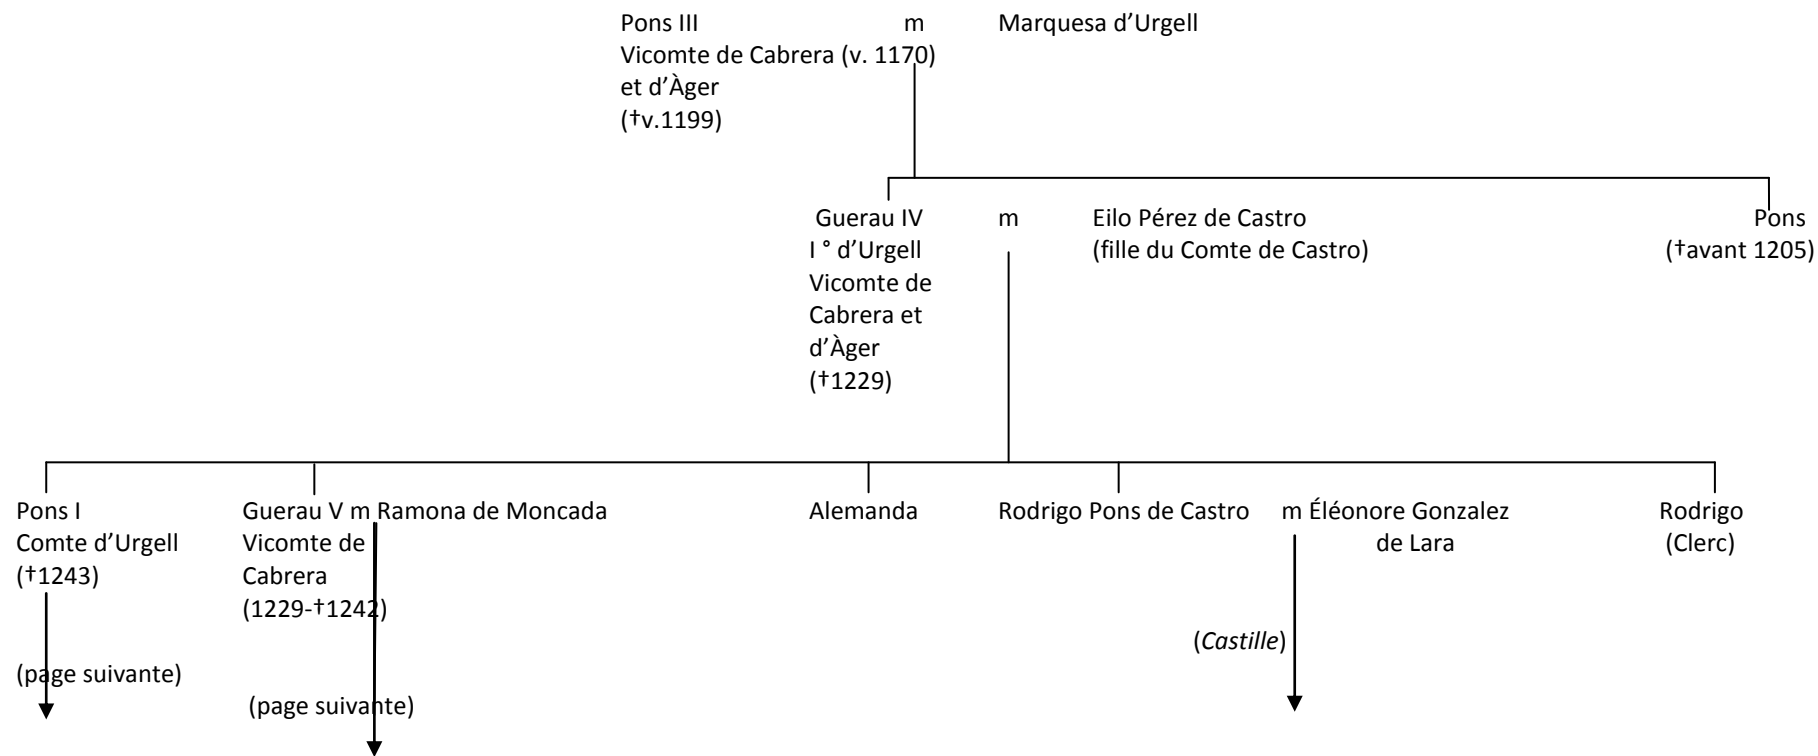 Pons III m Marquesa d’Urgell
Vicomte de Cabrera (v. 1170)
et d’Àger
(†v.1199)
Guerau IV m Eilo Pérez de Castro Pons
I ° d’Urgell (fille du Comte de Castro) (†avant 1205)
Vicomte de
Cabrera et
d’Àger
(†1229)
Pons I Guerau V m Ramona de Moncada Alemanda Rodrigo Pons de Castro m Éléonore Gonzalez Rodrigo
Comte d’Urgell Vicomte de de Lara (Clerc)
(†1243) Cabrera
(1229-†1242)
(Castille)
(page suivante)
(page suivante)